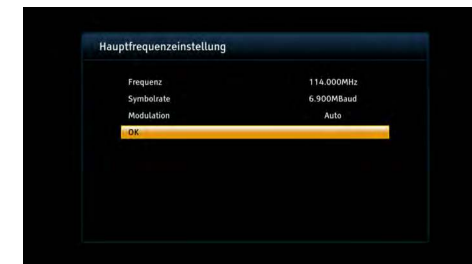 Hauptfrequenzeinstellung
Frequenz 114.000MHz
Symbolrate 6.900MBaud
Modulation Auto
OK